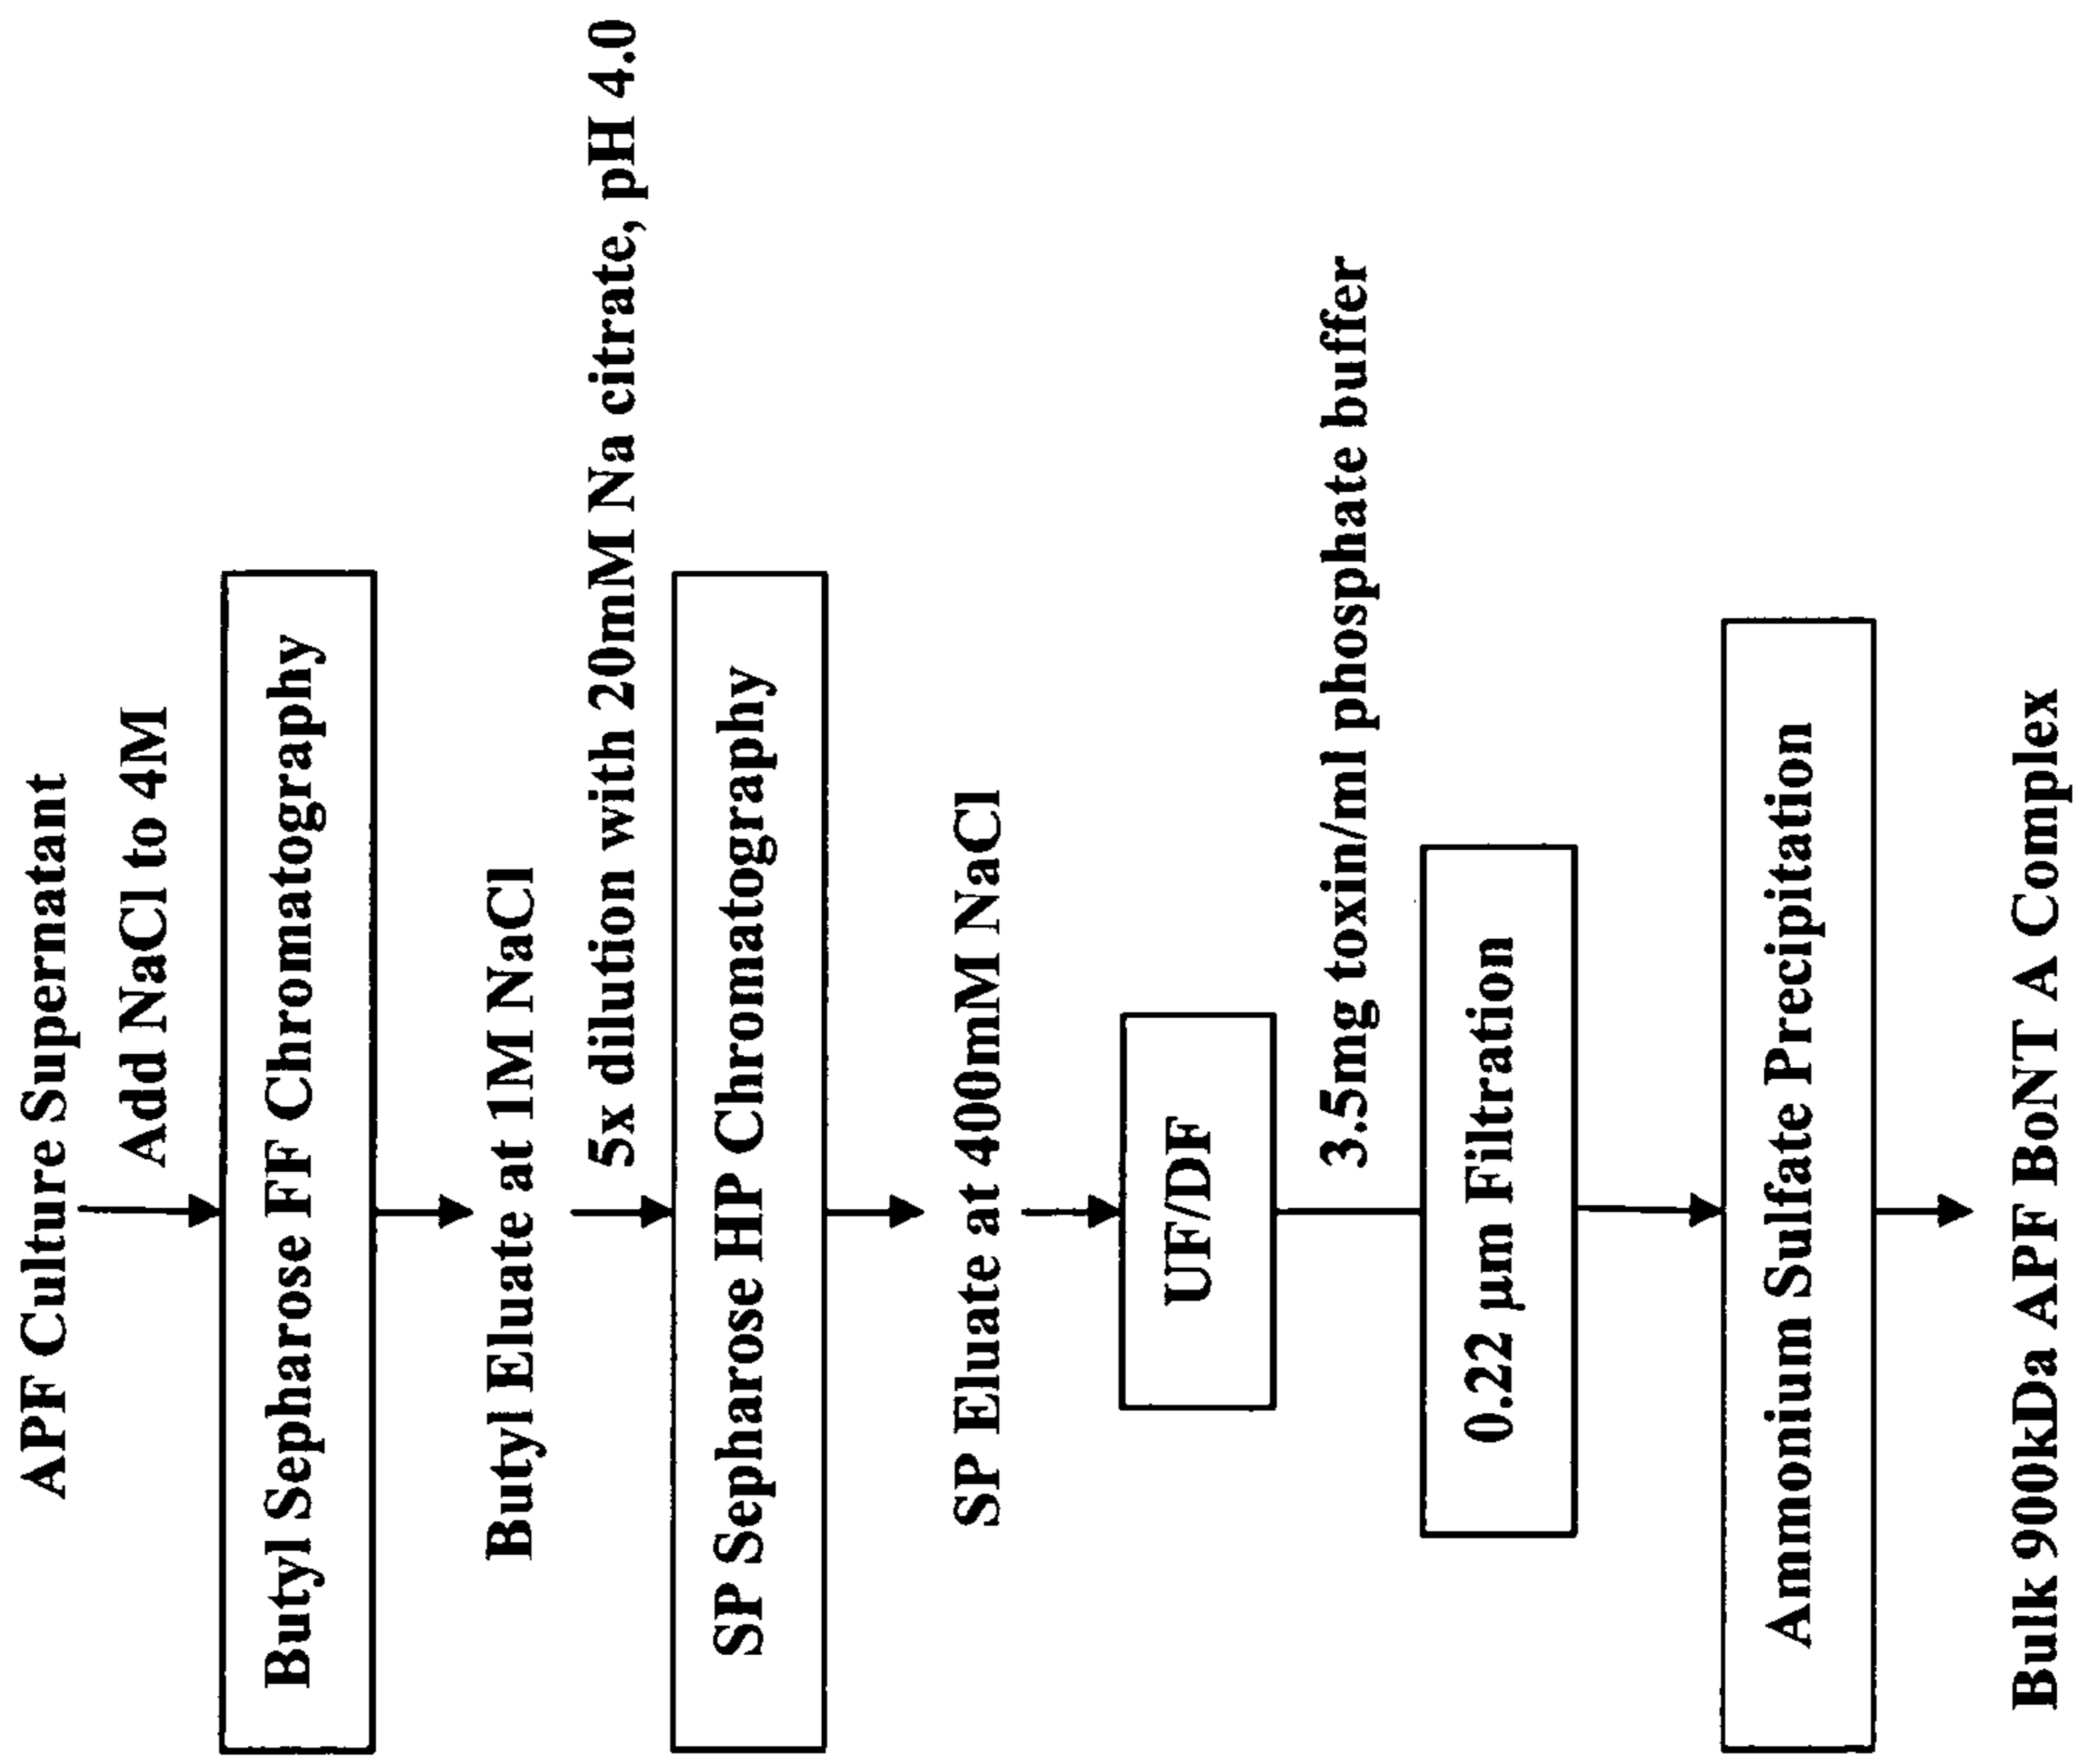 APF Culture Supernatant
Add NaCl to 4M
Butyl Sepharose FF Chromatography
Butyl Eluate at 1M NaCl
5x dilution with 20mM Na citrate, pH 4.0
SP Sepharose HP Chromatography
SP Eluate at 400mM NaCl
UF/DF
3.5mg toxin/ml phosphate buffer
0.22 µm Filtration
Ammonium Sulfate Precipitation
Bulk 900kDa APF BoNT A Complex